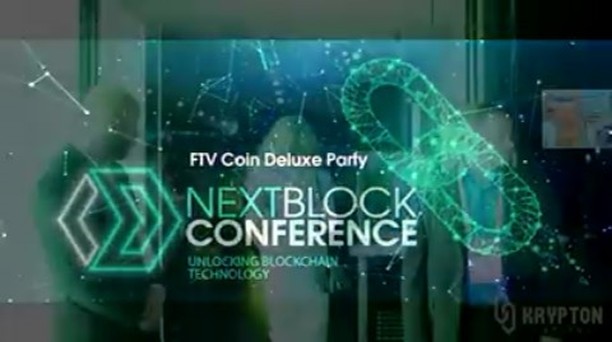 FTV Coin Deluxe Party
NEXTBLOCK
CONFERENCE
UNLOCKING BLOCKCHAIN
TECHNOLOGY
KRYPTON